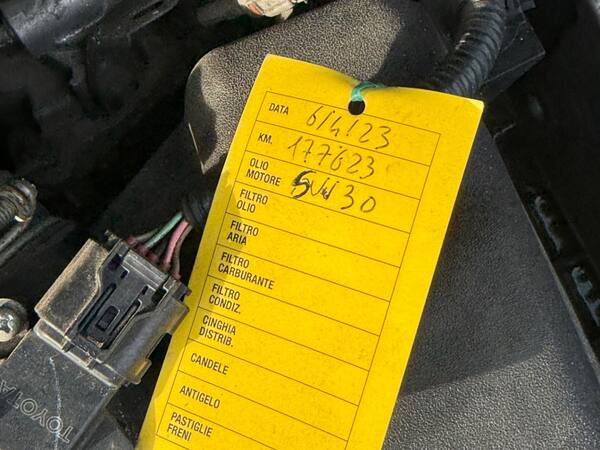 DATA 6/4/23
KM. 177623
OLIO MOTORE 5W30
FILTRO OLIO
FILTRO ARIA
FILTRO CARBURANTE
FILTRO CONDIZ.
CINGHIA DISTRIB.
CANDELE
ANTIGELO
PASTIGLIE FRENI
TOYOTA